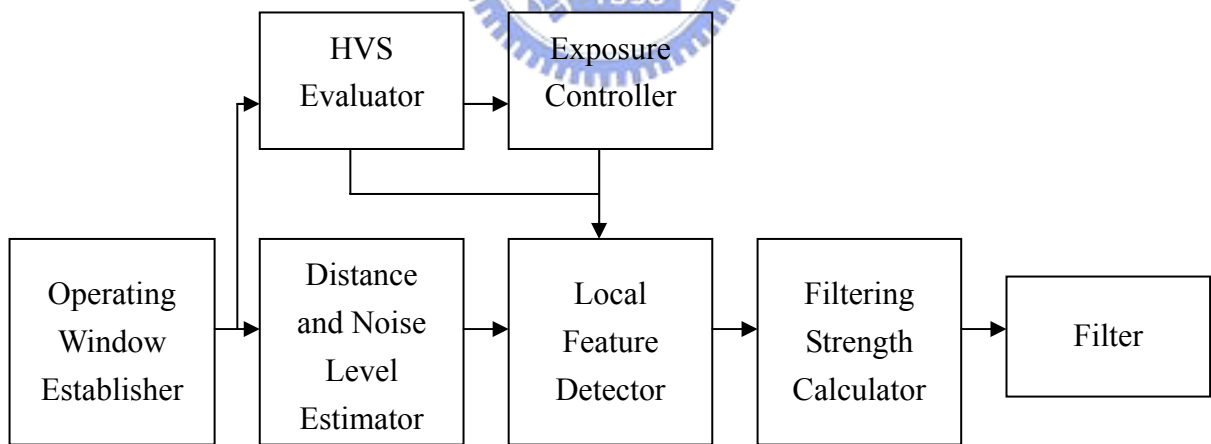 HVS
Evaluator
Exposure
Controller
Operating
Window
Establisher
Distance
and Noise
Level
Estimator
Local
Feature
Detector
Filtering
Strength
Calculator
Filter